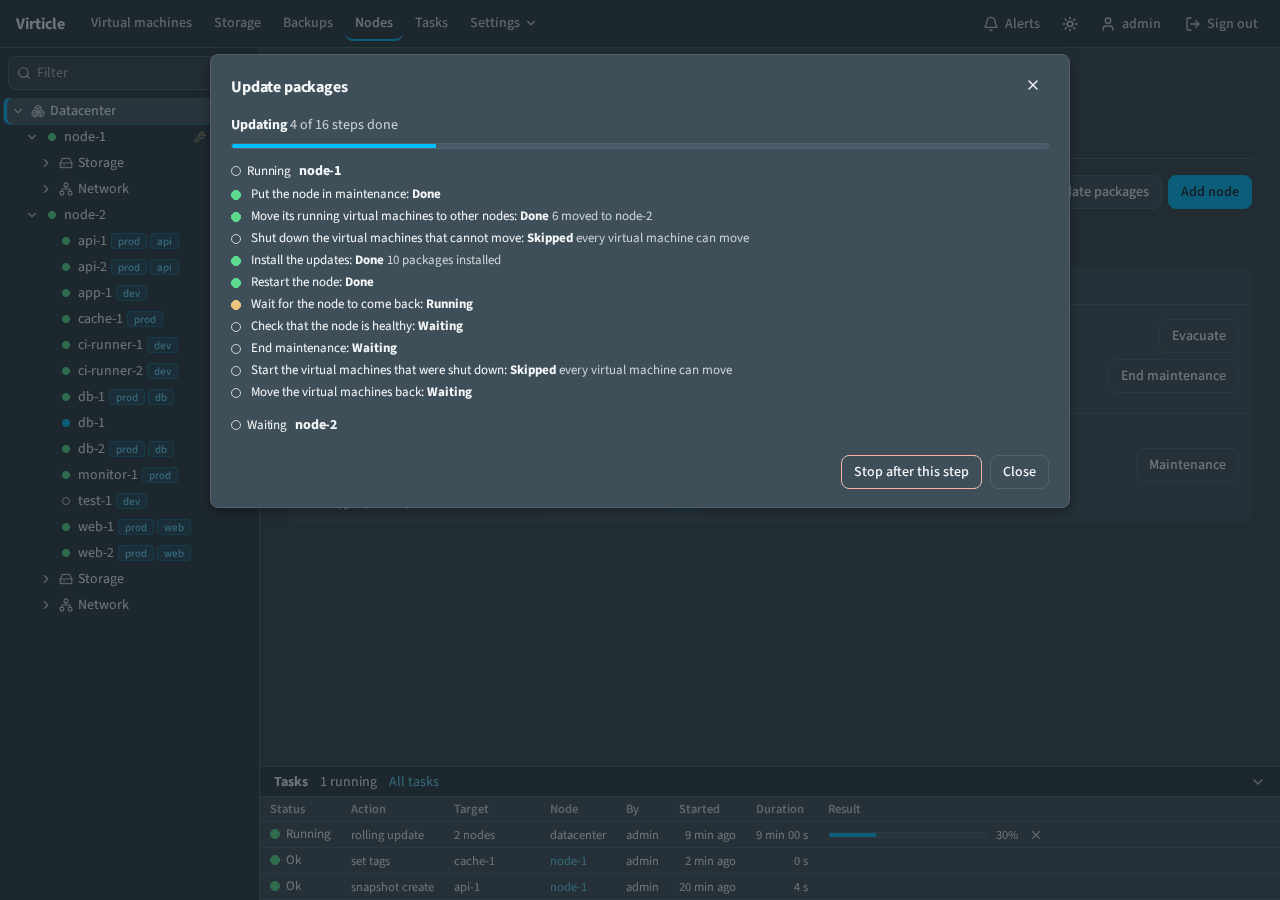 Virticle Virtual machines Storage Backups Nodes Tasks Settings Alerts admin Sign out
Filter
Datacenter
node-1
Storage
Network
node-2
api-1 prod api
api-2 prod api
app-1 dev
cache-1 prod
ci-runner-1 dev
ci-runner-2 dev
db-1 prod db
db-1
db-2 prod db
monitor-1 prod
test-1 dev
web-1 prod web
web-2 prod web
Storage
Network
Update packages
Updating 4 of 16 steps done
Running node-1
Put the node in maintenance: Done
Move its running virtual machines to other nodes: Done 6 moved to node-2
Shut down the virtual machines that cannot move: Skipped every virtual machine can move
Install the updates: Done 10 packages installed
Restart the node: Done
Wait for the node to come back: Running
Check that the node is healthy: Waiting
End maintenance: Waiting
Start the virtual machines that were shut down: Skipped every virtual machine can move
Move the virtual machines back: Waiting
Waiting node-2
Stop after this step Close
packages Add node
Evacuate
End maintenance
Maintenance
Tasks 1 running All tasks
Status Action Target Node By Started Duration Result
Running rolling update 2 nodes datacenter admin 9 min ago 9 min 00 s 30%
Ok set tags cache-1 node-1 admin 2 min ago 0 s
Ok snapshot create api-1 node-1 admin 20 min ago 4 s